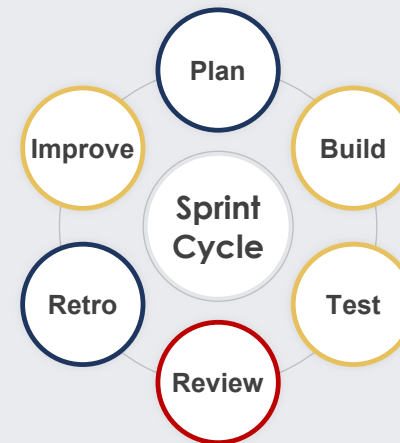 Plan
Build
Test
Review
Retro
Improve
Sprint
Cycle